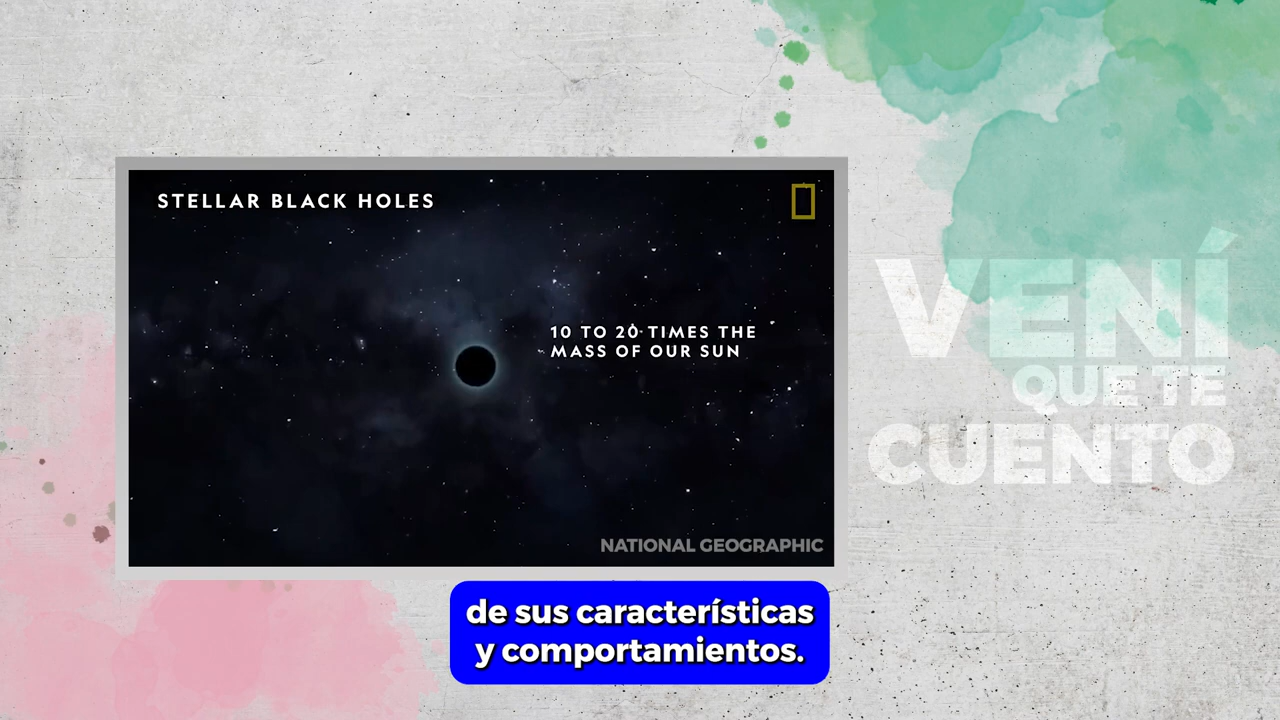 STELLAR BLACK HOLES
10 TO 20 TIMES THE
MASS OF OUR SUN
NATIONAL GEOGRAPHIC
VENÍ
QUE TE
CUENTO
de sus características
y comportamientos.